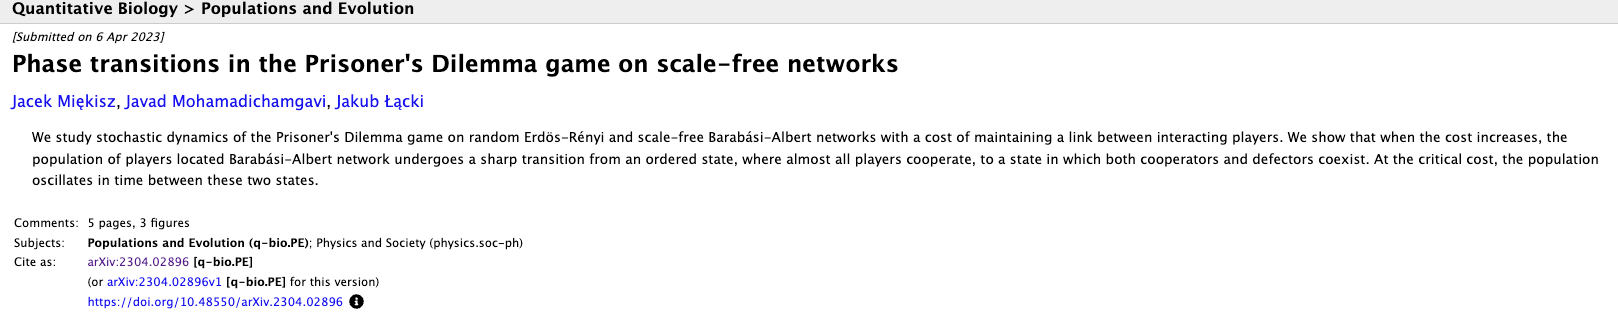 Quantitative Biology > Populations and Evolution
[Submitted on 6 Apr 2023]
Phase transitions in the Prisoner's Dilemma game on scale-free networks
Jacek Miękisz, Javad Mohamadichamgavi, Jakub Łącki
We study stochastic dynamics of the Prisoner's Dilemma game on random Erdös-Rényi and scale-free Barabási-Albert networks with a cost of maintaining a link between interacting players. We show that when the cost increases, the
population of players located Barabási-Albert network undergoes a sharp transition from an ordered state, where almost all players cooperate, to a state in which both cooperators and defectors coexist. At the critical cost, the population
oscillates in time between these two states.
Comments: 5 pages, 3 figures
Subjects: Populations and Evolution (q-bio.PE); Physics and Society (physics.soc-ph)
Cite as: arXiv:2304.02896 [q-bio.PE]
(or arXiv:2304.02896v1 [q-bio.PE] for this version)
https://doi.org/10.48550/arXiv.2304.02896